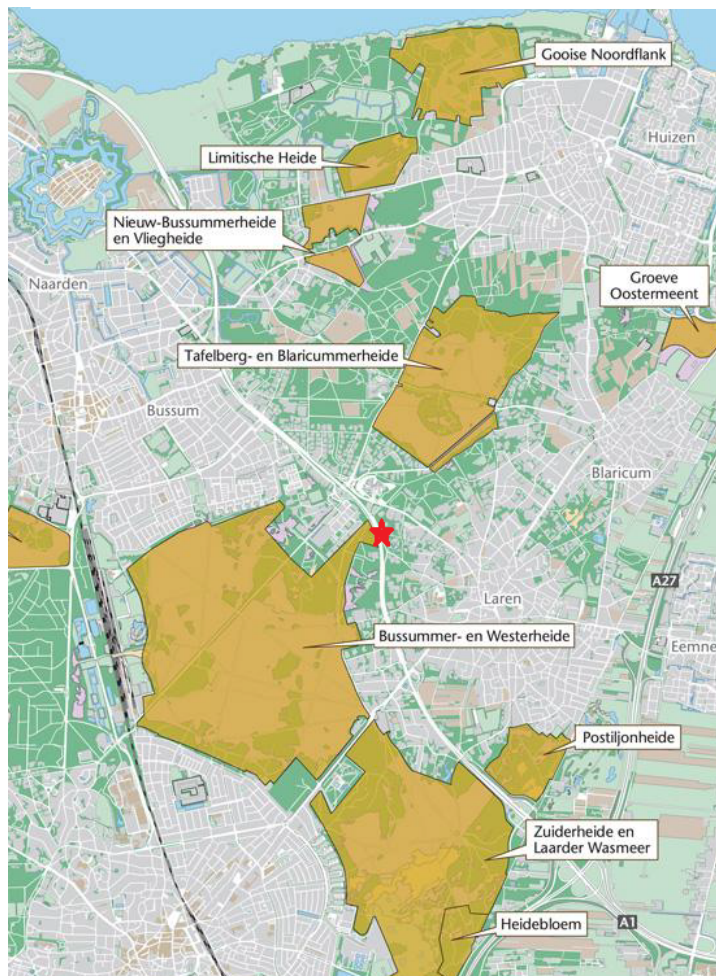 Gooise Noordflank
Huizen
Limitische Heide
Nieuw-Bussummerheide
en Vliegheide
Naarden
Groeve
Oostermeent
Tafelberg- en Blaricummerheide
Bussum
Blaricum
A27
Laren
Bussummer- en Westerheide
Eemne
Postiljonheide
Zuiderheide en
Laarder Wasmeer
Heidebloem
A1